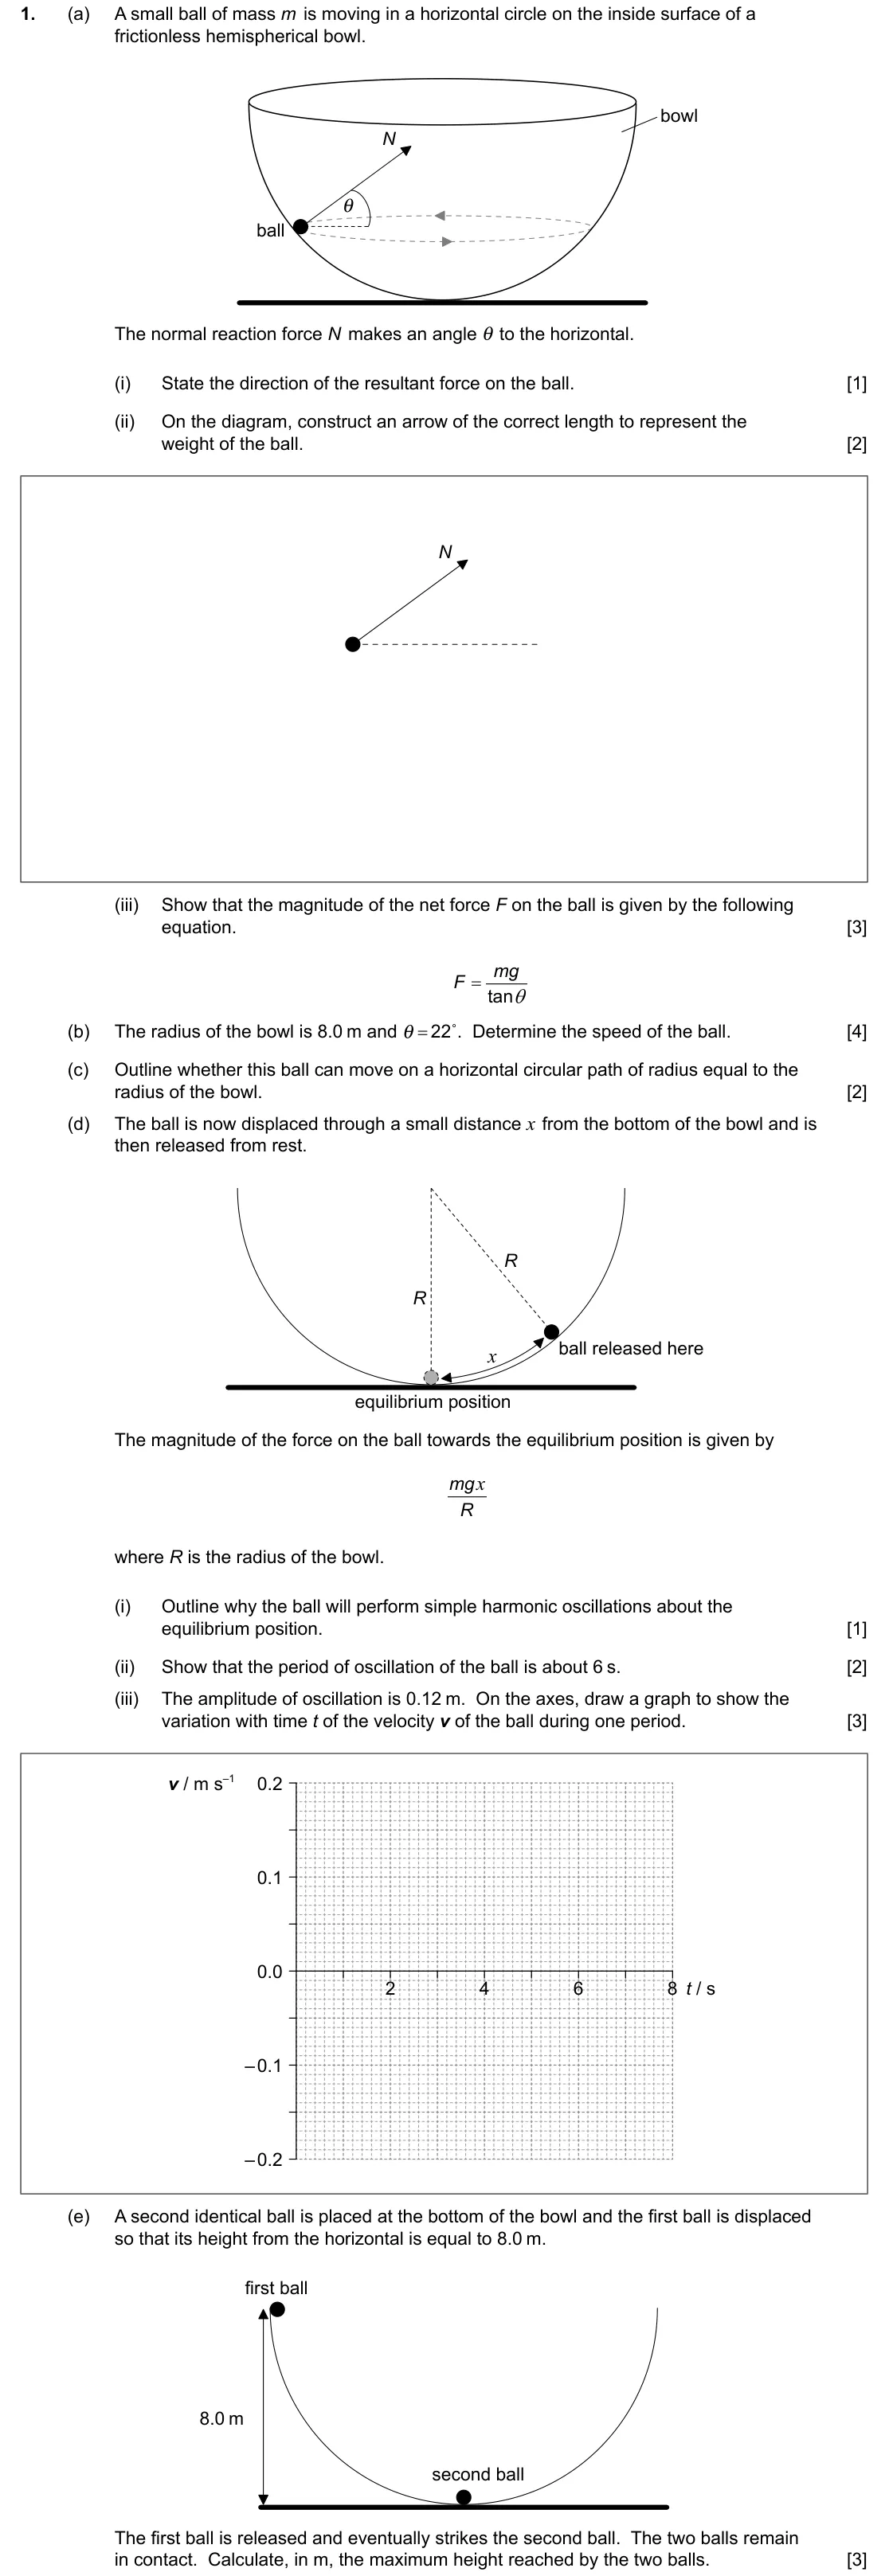 1. (a) A small ball of mass m is moving in a horizontal circle on the inside surface of a
frictionless hemispherical bowl.
bowl
N
θ
ball
The normal reaction force N makes an angle θ to the horizontal.
(i) State the direction of the resultant force on the ball. [1]
(ii) On the diagram, construct an arrow of the correct length to represent the
weight of the ball. [2]
N
(iii) Show that the magnitude of the net force F on the ball is given by the following
equation. [3]
F = mg / tan θ
(b) The radius of the bowl is 8.0 m and θ = 22°. Determine the speed of the ball. [4]
(c) Outline whether this ball can move on a horizontal circular path of radius equal to the
radius of the bowl. [2]
(d) The ball is now displaced through a small distance x from the bottom of the bowl and is
then released from rest.
R
R
x
ball released here
equilibrium position
The magnitude of the force on the ball towards the equilibrium position is given by
mgx / R
where R is the radius of the bowl.
(i) Outline why the ball will perform simple harmonic oscillations about the
equilibrium position. [1]
(ii) Show that the period of oscillation of the ball is about 6 s. [2]
(iii) The amplitude of oscillation is 0.12 m. On the axes, draw a graph to show the
variation with time t of the velocity v of the ball during one period. [3]
v / m s⁻¹ 0.2
0.1
0.0
2 4 6 8 t / s
−0.1
−0.2
(e) A second identical ball is placed at the bottom of the bowl and the first ball is displaced
so that its height from the horizontal is equal to 8.0 m.
first ball
8.0 m
second ball
The first ball is released and eventually strikes the second ball. The two balls remain
in contact. Calculate, in m, the maximum height reached by the two balls. [3]